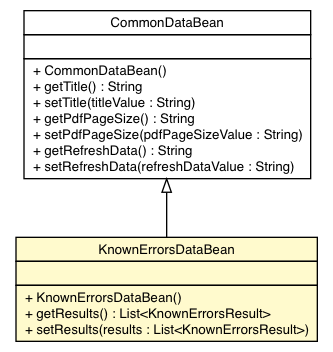 CommonDataBean
+ CommonDataBean()
+ getTitle() : String
+ setTitle(titleValue : String)
+ getPdfPageSize() : String
+ setPdfPageSize(pdfPageSizeValue : String)
+ getRefreshData() : String
+ setRefreshData(refreshDataValue : String)
KnownErrorsDataBean
+ KnownErrorsDataBean()
+ getResults() : List<KnownErrorsResult>
+ setResults(results : List<KnownErrorsResult>)